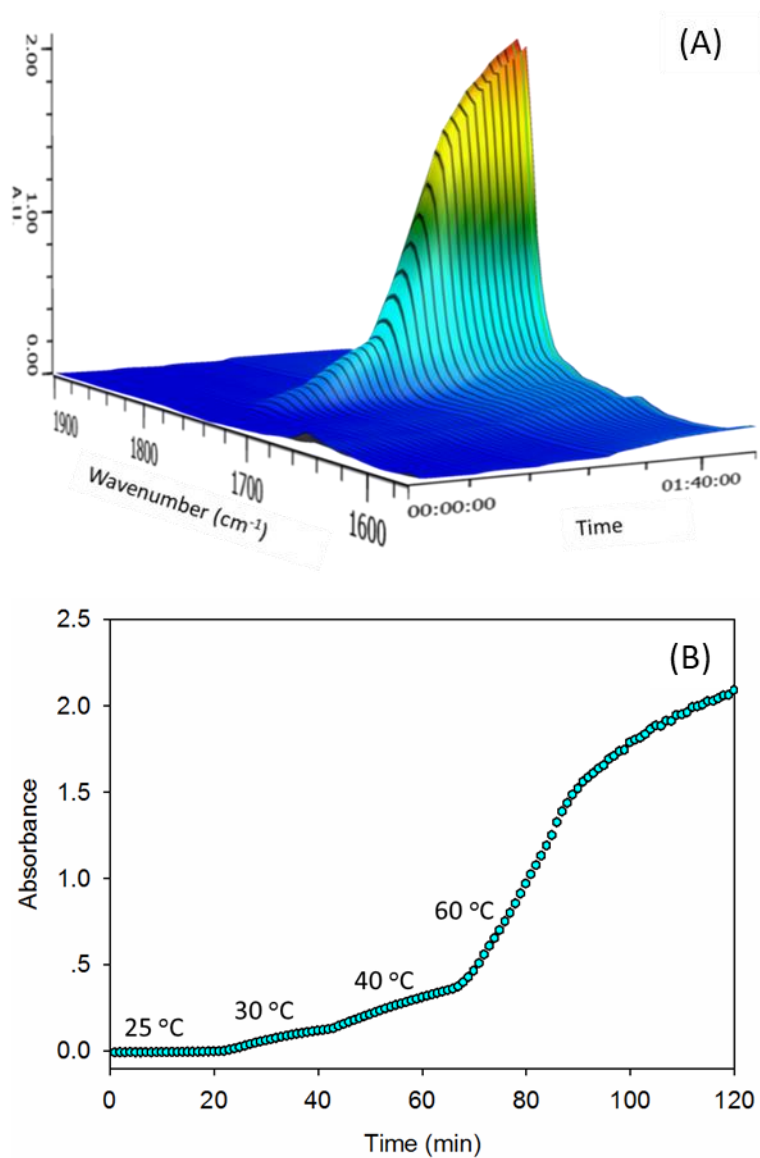 (A)
2.00
1.00
A.U.
0.00
1900
1800
1700
1600
Wavenumber (cm⁻¹)
00:00:00
01:40:00
Time
(B)
2.5
2.0
1.5
1.0
.5
0.0
Absorbance
25 °C
30 °C
40 °C
60 °C
0 20 40 60 80 100 120
Time (min)